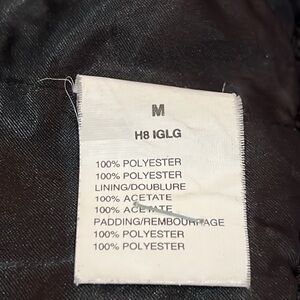 M
H8 IGLG
100% POLYESTER
100% POLYESTER
LINING/DOUBLURE
100% ACETATE
100% ACETATE
PADDING/REMBOURRAGE
100% POLYESTER
100% POLYESTER